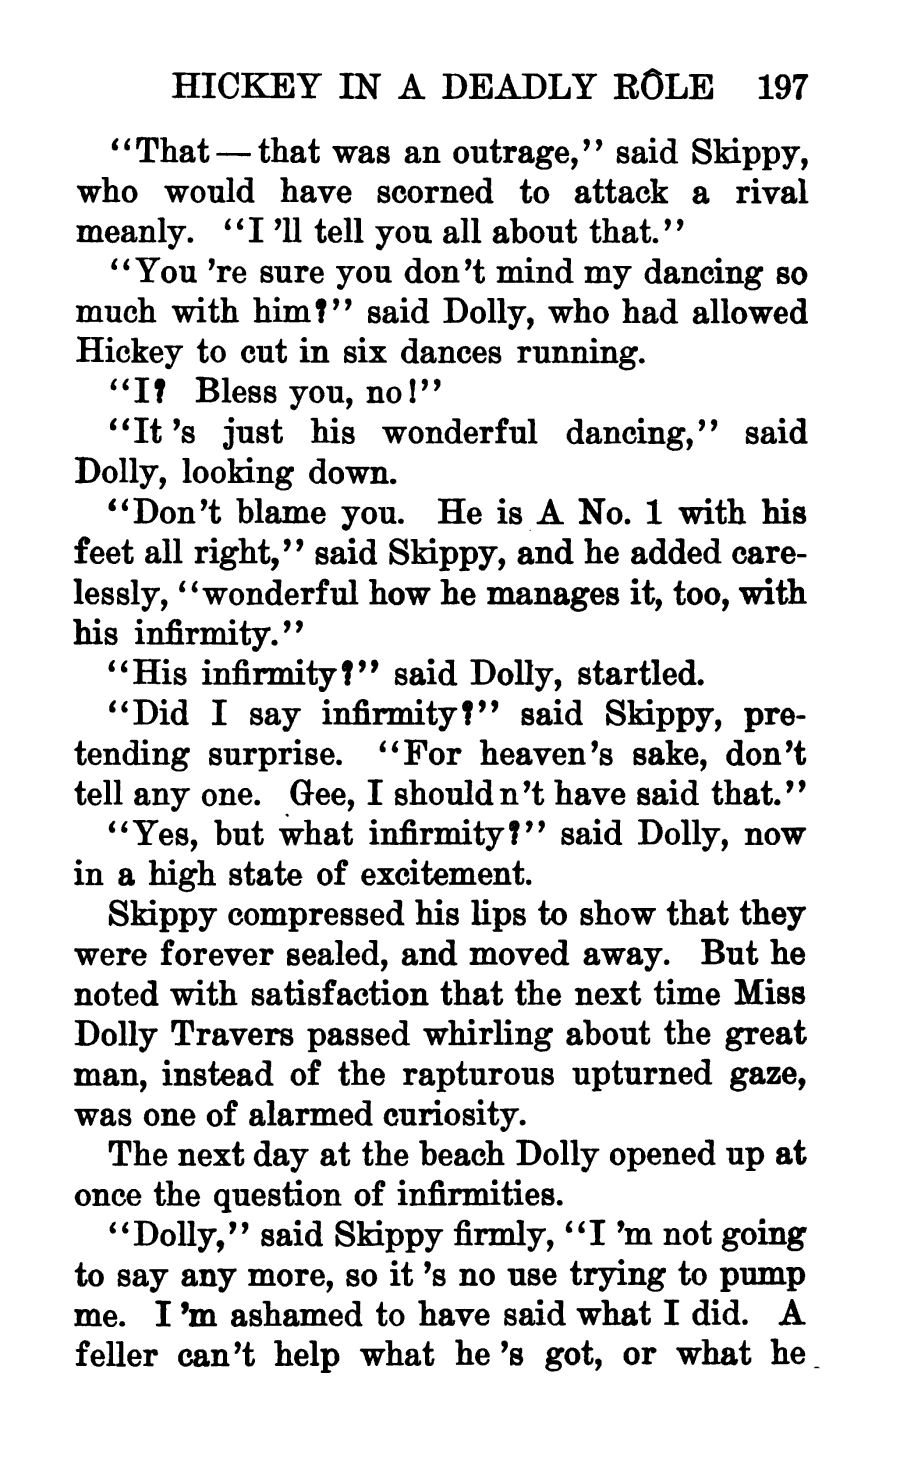 HICKEY IN A DEADLY RÔLE 197
“That — that was an outrage,” said Skippy,
who would have scorned to attack a rival
meanly. “I ’ll tell you all about that.”
“You ’re sure you don’t mind my dancing so
much with him?” said Dolly, who had allowed
Hickey to cut in six dances running.
“I? Bless you, no!”
“It ’s just his wonderful dancing,” said
Dolly, looking down.
“Don’t blame you. He is A No. 1 with his
feet all right,” said Skippy, and he added care-
lessly, “wonderful how he manages it, too, with
his infirmity.”
“His infirmity?” said Dolly, startled.
“Did I say infirmity?” said Skippy, pre-
tending surprise. “For heaven’s sake, don’t
tell any one. Gee, I should n’t have said that.”
“Yes, but what infirmity?” said Dolly, now
in a high state of excitement.
Skippy compressed his lips to show that they
were forever sealed, and moved away. But he
noted with satisfaction that the next time Miss
Dolly Travers passed whirling about the great
man, instead of the rapturous upturned gaze,
was one of alarmed curiosity.
The next day at the beach Dolly opened up at
once the question of infirmities.
“Dolly,” said Skippy firmly, “I ’m not going
to say any more, so it ’s no use trying to pump
me. I ’m ashamed to have said what I did. A
feller can’t help what he ’s got, or what he